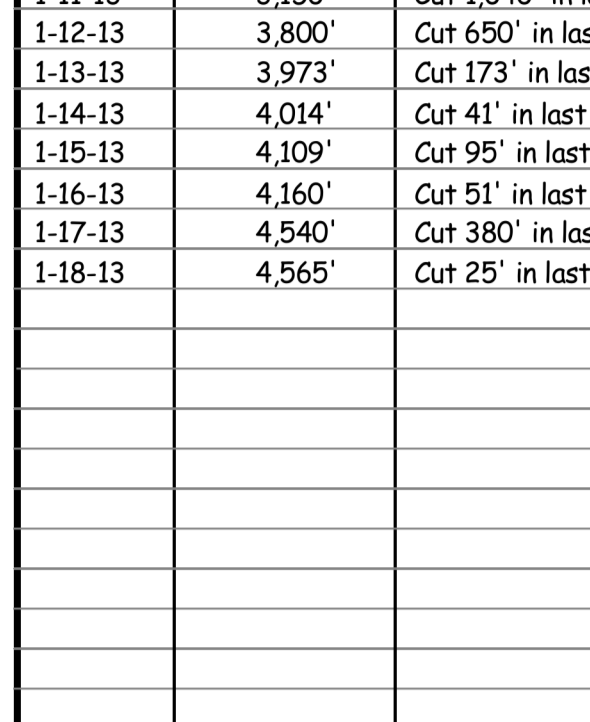 1-12-13 3,800' Cut 650' in
1-13-13 3,973' Cut 173' in
1-14-13 4,014' Cut 41' in last
1-15-13 4,109' Cut 95' in last
1-16-13 4,160' Cut 51' in last
1-17-13 4,540' Cut 380' in
1-18-13 4,565' Cut 25' in last